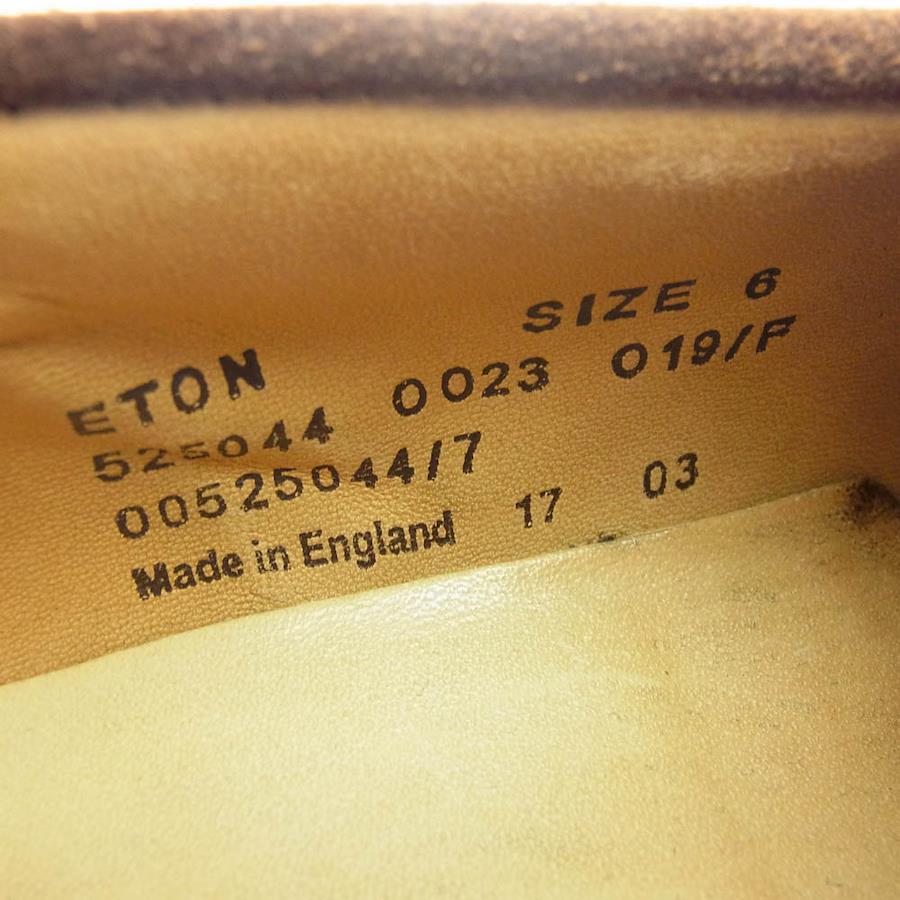 ETON SIZE 6
525044 0023 019/F
00525044/7
Made in England 17 03